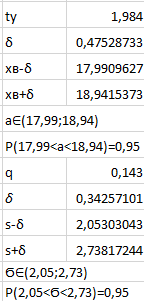 tγ 1,984
δ 0,47528733
xв-δ 17,9909627
xв+δ 18,9415373
a∈(17,99;18,94)
P(17,99<a<18,94)=0,95
q 0,143
δ 0,34257101
s-δ 2,05303043
s+δ 2,73817244
Ϭ∈(2,05;2,73)
P(2,05<Ϭ<2,73)=0,95